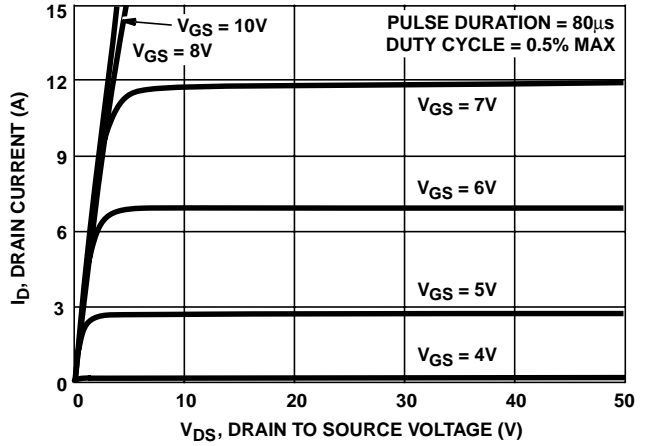 15
V_GS = 10V
V_GS = 8V
PULSE DURATION = 80µs
DUTY CYCLE = 0.5% MAX
12
V_GS = 7V
9
V_GS = 6V
6
V_GS = 5V
3
V_GS = 4V
0
0 10 20 30 40 50
I_D, DRAIN CURRENT (A)
V_DS, DRAIN TO SOURCE VOLTAGE (V)